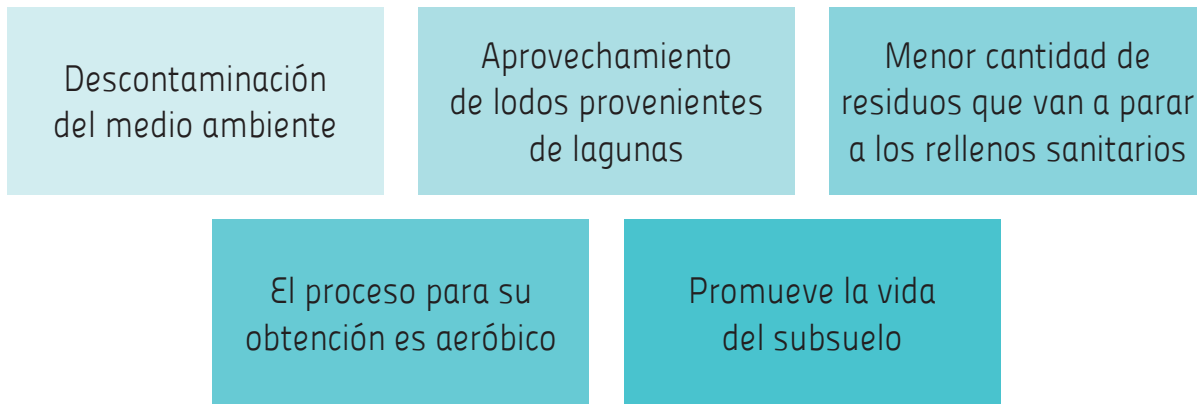 Descontaminación
del medio ambiente
Aprovechamiento
de lodos provenientes
de lagunas
Menor cantidad de
residuos que van a parar
a los rellenos sanitarios
El proceso para su
obtención es aeróbico
Promueve la vida
del subsuelo